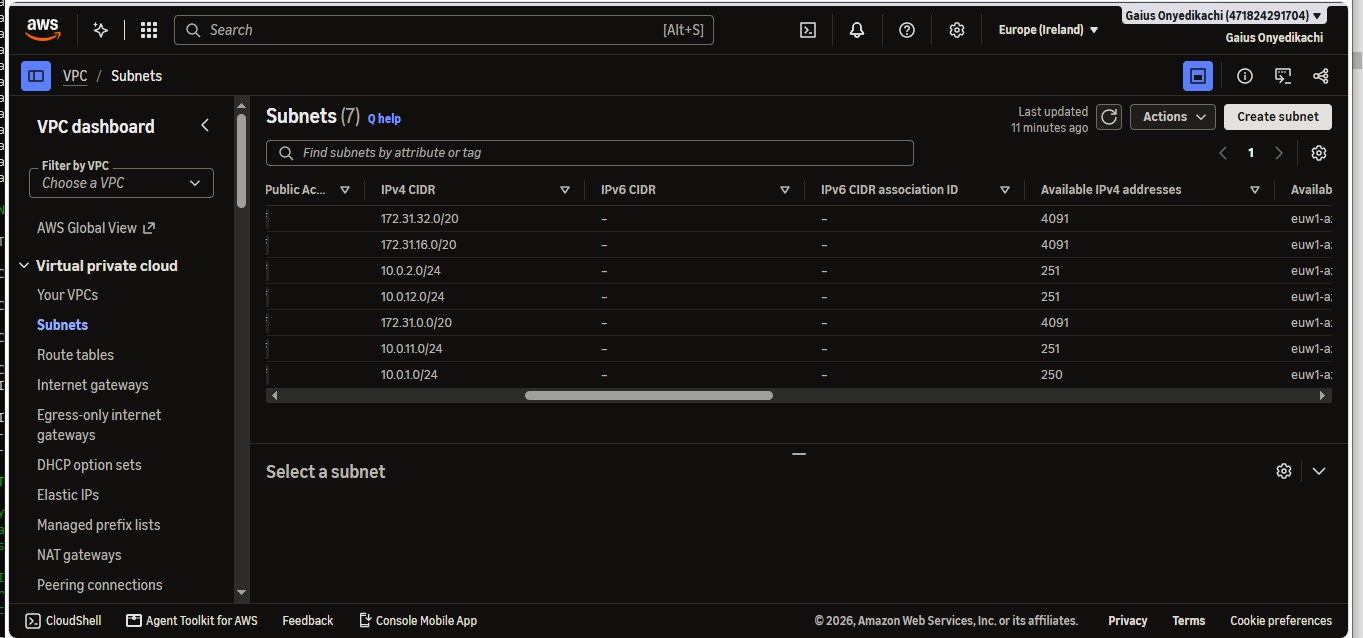 aws
Search [Alt+S]
Europe (Ireland)
Gaius Onyedikachi (471824291704)
Gaius Onyedikachi
VPC / Subnets
VPC dashboard
Filter by VPC
Choose a VPC
AWS Global View
Virtual private cloud
Your VPCs
Subnets
Route tables
Internet gateways
Egress-only internet
gateways
DHCP option sets
Elastic IPs
Managed prefix lists
NAT gateways
Peering connections
Subnets (7) Q help
Last updated
11 minutes ago
Actions
Create subnet
Find subnets by attribute or tag
1
Public Ac... IPv4 CIDR IPv6 CIDR IPv6 CIDR association ID Available IPv4 addresses Availab
172.31.32.0/20 – – 4091 euw1-a
172.31.16.0/20 – – 4091 euw1-a
10.0.2.0/24 – – 251 euw1-a
10.0.12.0/24 – – 251 euw1-a
172.31.0.0/20 – – 4091 euw1-a
10.0.11.0/24 – – 251 euw1-a
10.0.1.0/24 – – 250 euw1-a
Select a subnet
CloudShell Agent Toolkit for AWS Feedback Console Mobile App © 2026, Amazon Web Services, Inc. or its affiliates. Privacy Terms Cookie preferences